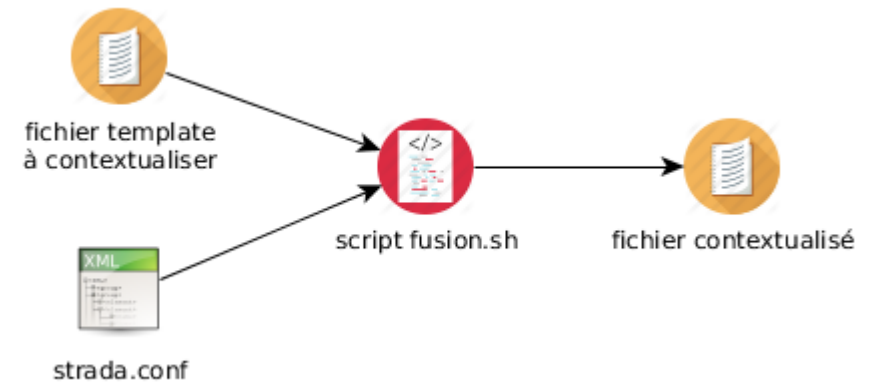 fichier template
à contextualiser
</>
script fusion.sh
fichier contextualisé
XML
strada.conf